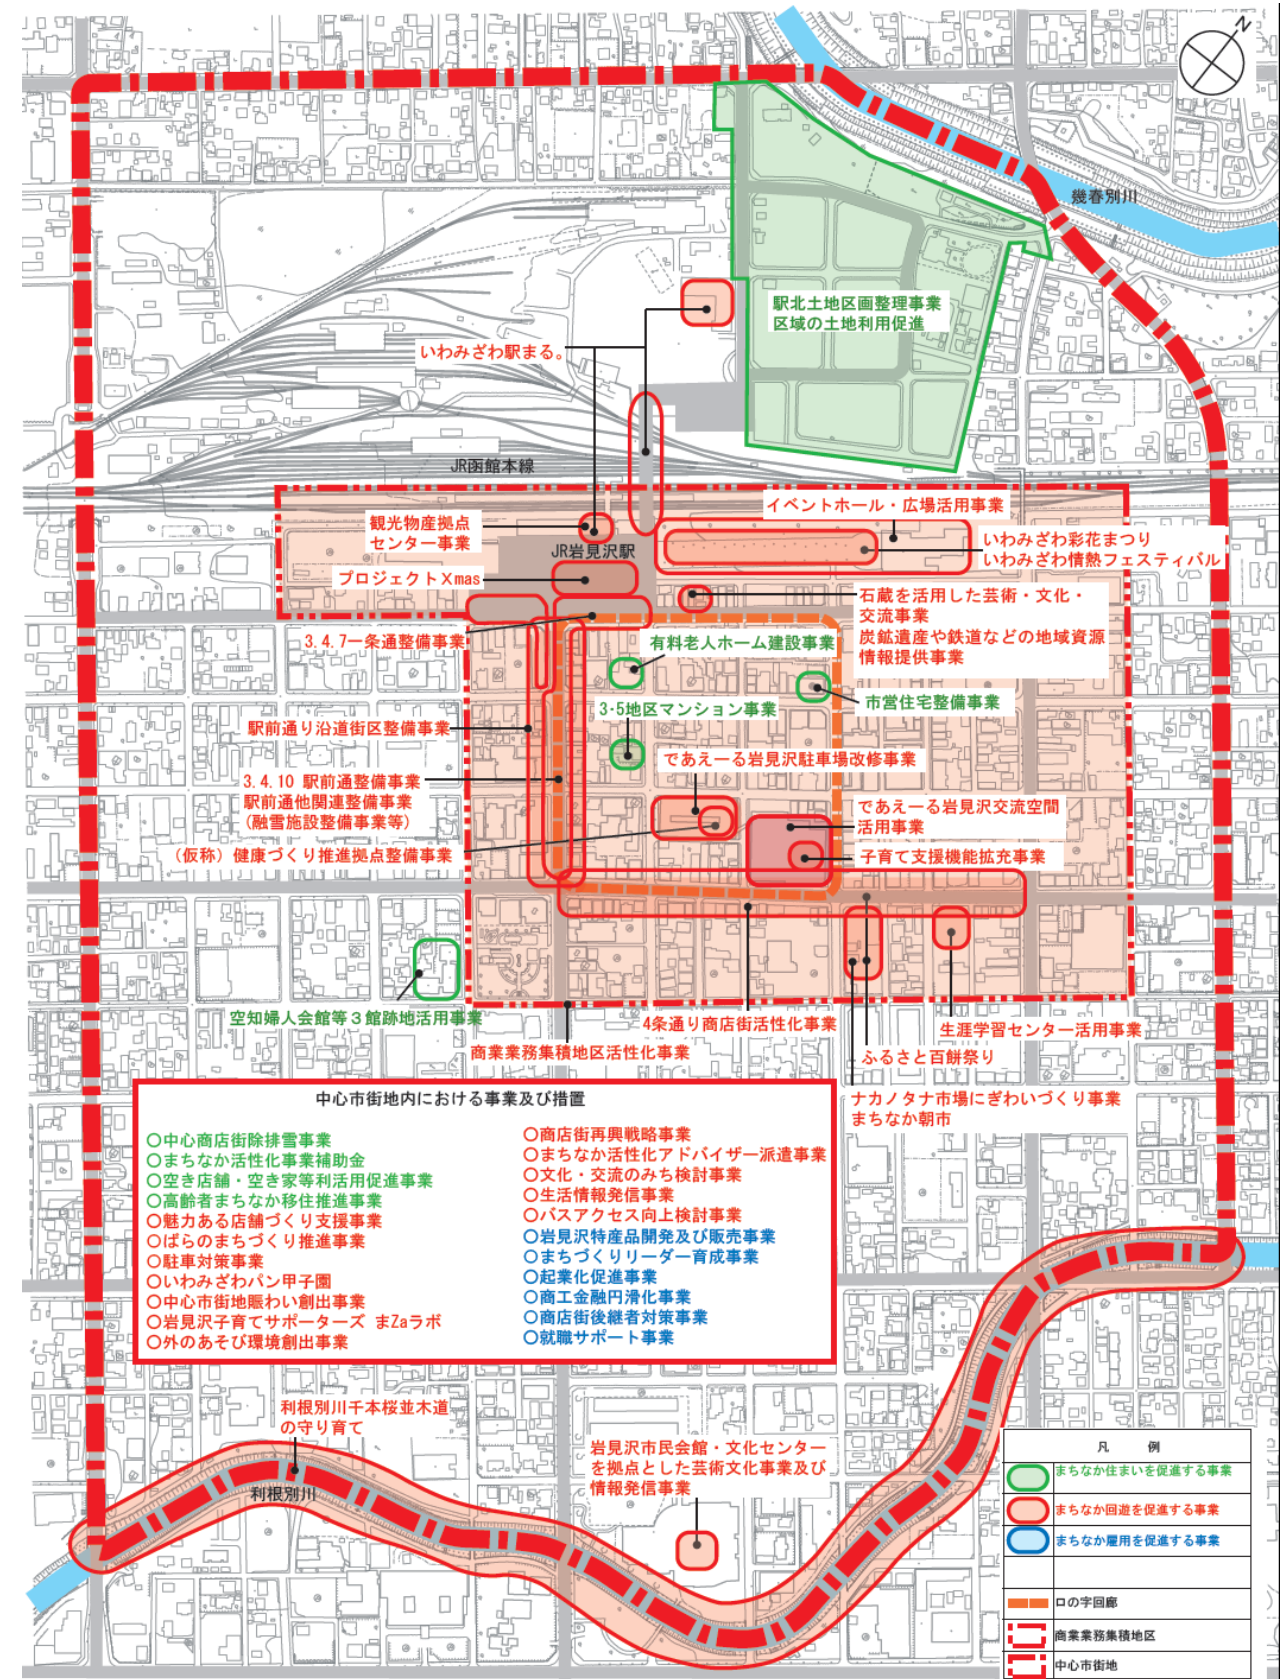 N
幾春別川
駅北土地区画整理事業
区域の土地利用促進
いわみざわ駅まる。
JR函館本線
イベントホール・広場活用事業
観光物産拠点
センター事業
JR岩見沢駅
いわみざわ彩花まつり
いわみざわ情熱フェスティバル
プロジェクトXmas
石蔵を活用した芸術・文化・
交流事業
炭鉱遺産や鉄道などの地域資源
情報提供事業
3.4.7一条通整備事業
有料老人ホーム建設事業
市営住宅整備事業
3・5地区マンション事業
駅前通り沿道街区整備事業
であえーる岩見沢駐車場改修事業
3.4.10 駅前通整備事業
駅前通他関連整備事業
(融雪施設整備事業等)
であえーる岩見沢交流空間
活用事業
(仮称)健康づくり推進拠点整備事業
子育て支援機能拡充事業
空知婦人会館等3館跡地活用事業
4条通り商店街活性化事業
生涯学習センター活用事業
商業業務集積地区活性化事業
ふるさと百餅祭り
ナカノタナ市場にぎわいづくり事業
まちなか朝市
中心市街地内における事業及び措置
○中心商店街除排雪事業
○まちなか活性化事業補助金
○空き店舗・空き家等利活用促進事業
○高齢者まちなか移住推進事業
○魅力ある店舗づくり支援事業
○ばらのまちづくり推進事業
○駐車対策事業
○いわみざわパン甲子園
○中心市街地賑わい創出事業
○岩見沢子育てサポーターズ まZaラボ
○外のあそび環境創出事業
○商店街再興戦略事業
○まちなか活性化アドバイザー派遣事業
○文化・交流のみち検討事業
○生活情報発信事業
○バスアクセス向上検討事業
○岩見沢特産品開発及び販売事業
○まちづくりリーダー育成事業
○起業化促進事業
○商工金融円滑化事業
○商店街後継者対策事業
○就職サポート事業
利根別川千本桜並木道
の守り育て
利根別川
岩見沢市民会館・文化センター
を拠点とした芸術文化事業及び
情報発信事業
凡 例
まちなか住まいを促進する事業
まちなか回遊を促進する事業
まちなか雇用を促進する事業
ロの字回廊
商業業務集積地区
中心市街地